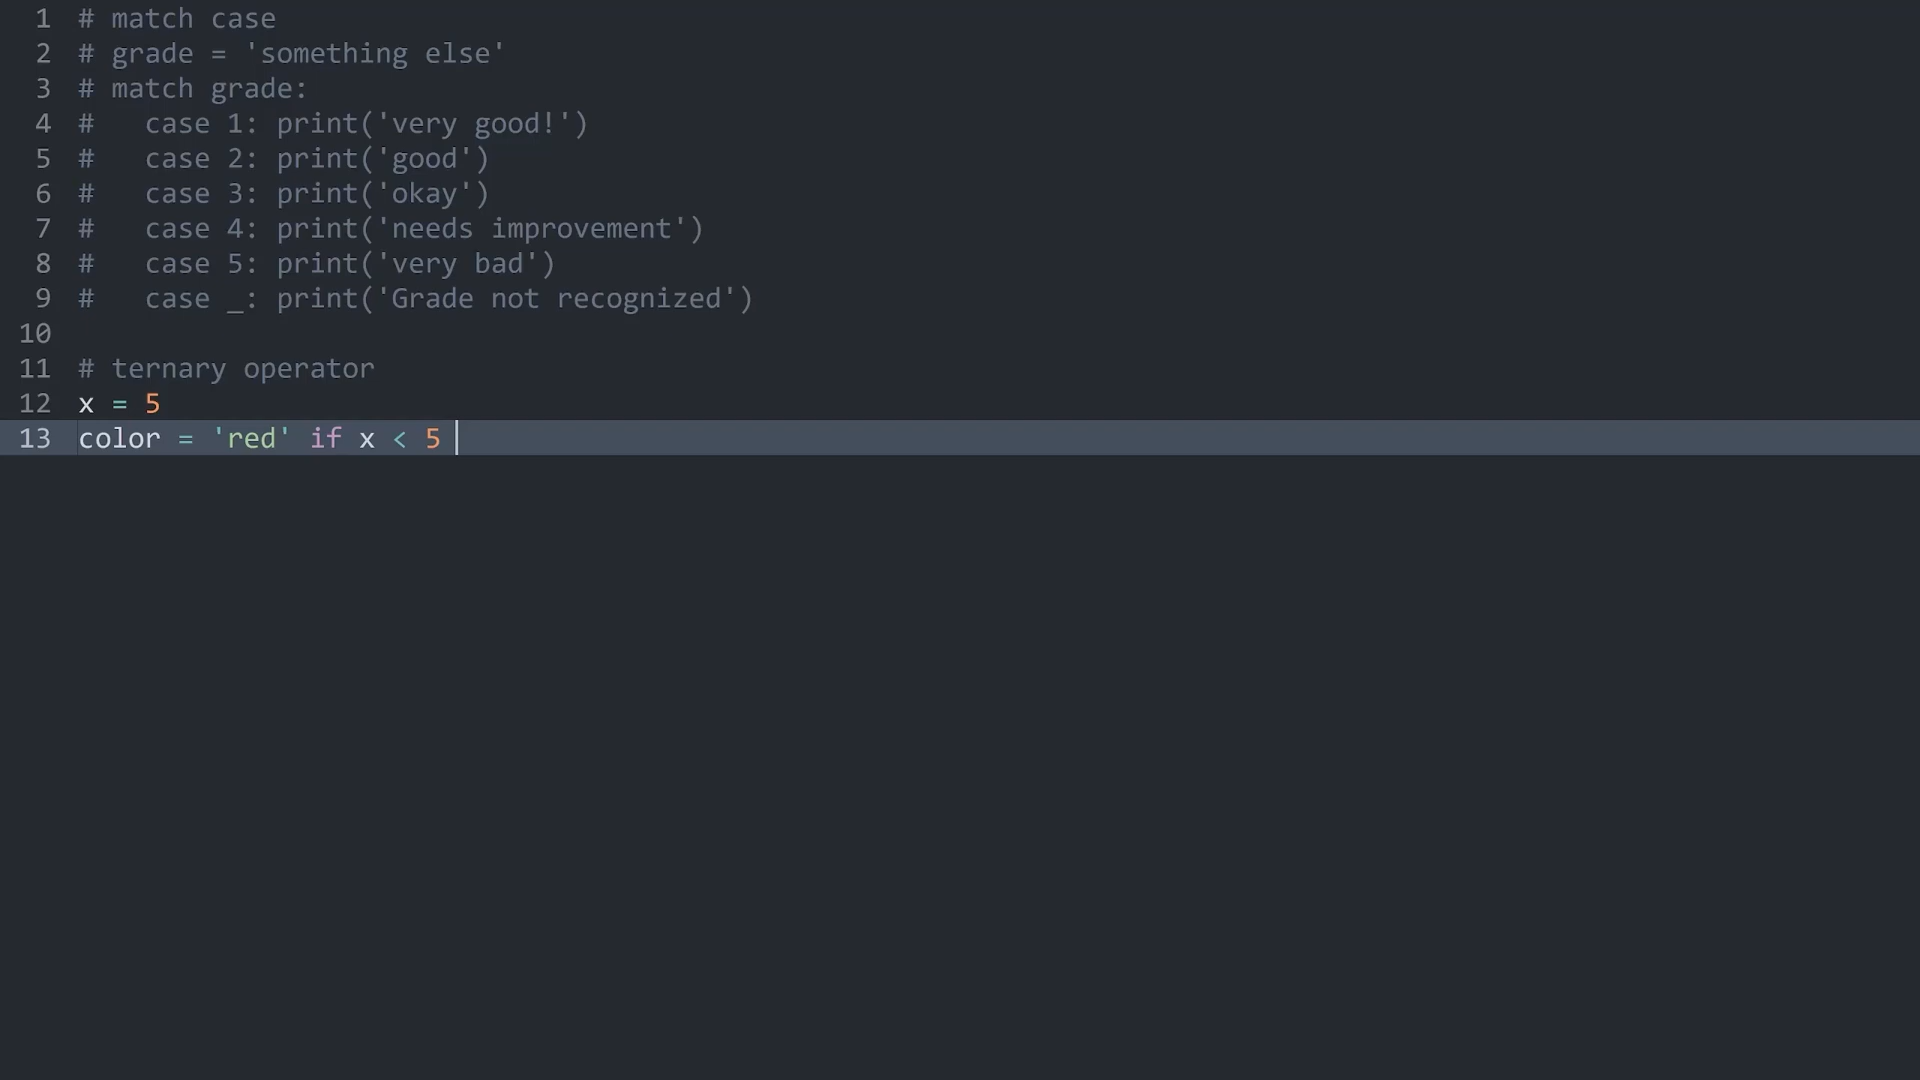 1 # match case
2 # grade = 'something else'
3 # match grade:
4 #   case 1: print('very good!')
5 #   case 2: print('good')
6 #   case 3: print('okay')
7 #   case 4: print('needs improvement')
8 #   case 5: print('very bad')
9 #   case _: print('Grade not recognized')
10
11 # ternary operator
12 x = 5
13 color = 'red' if x < 5